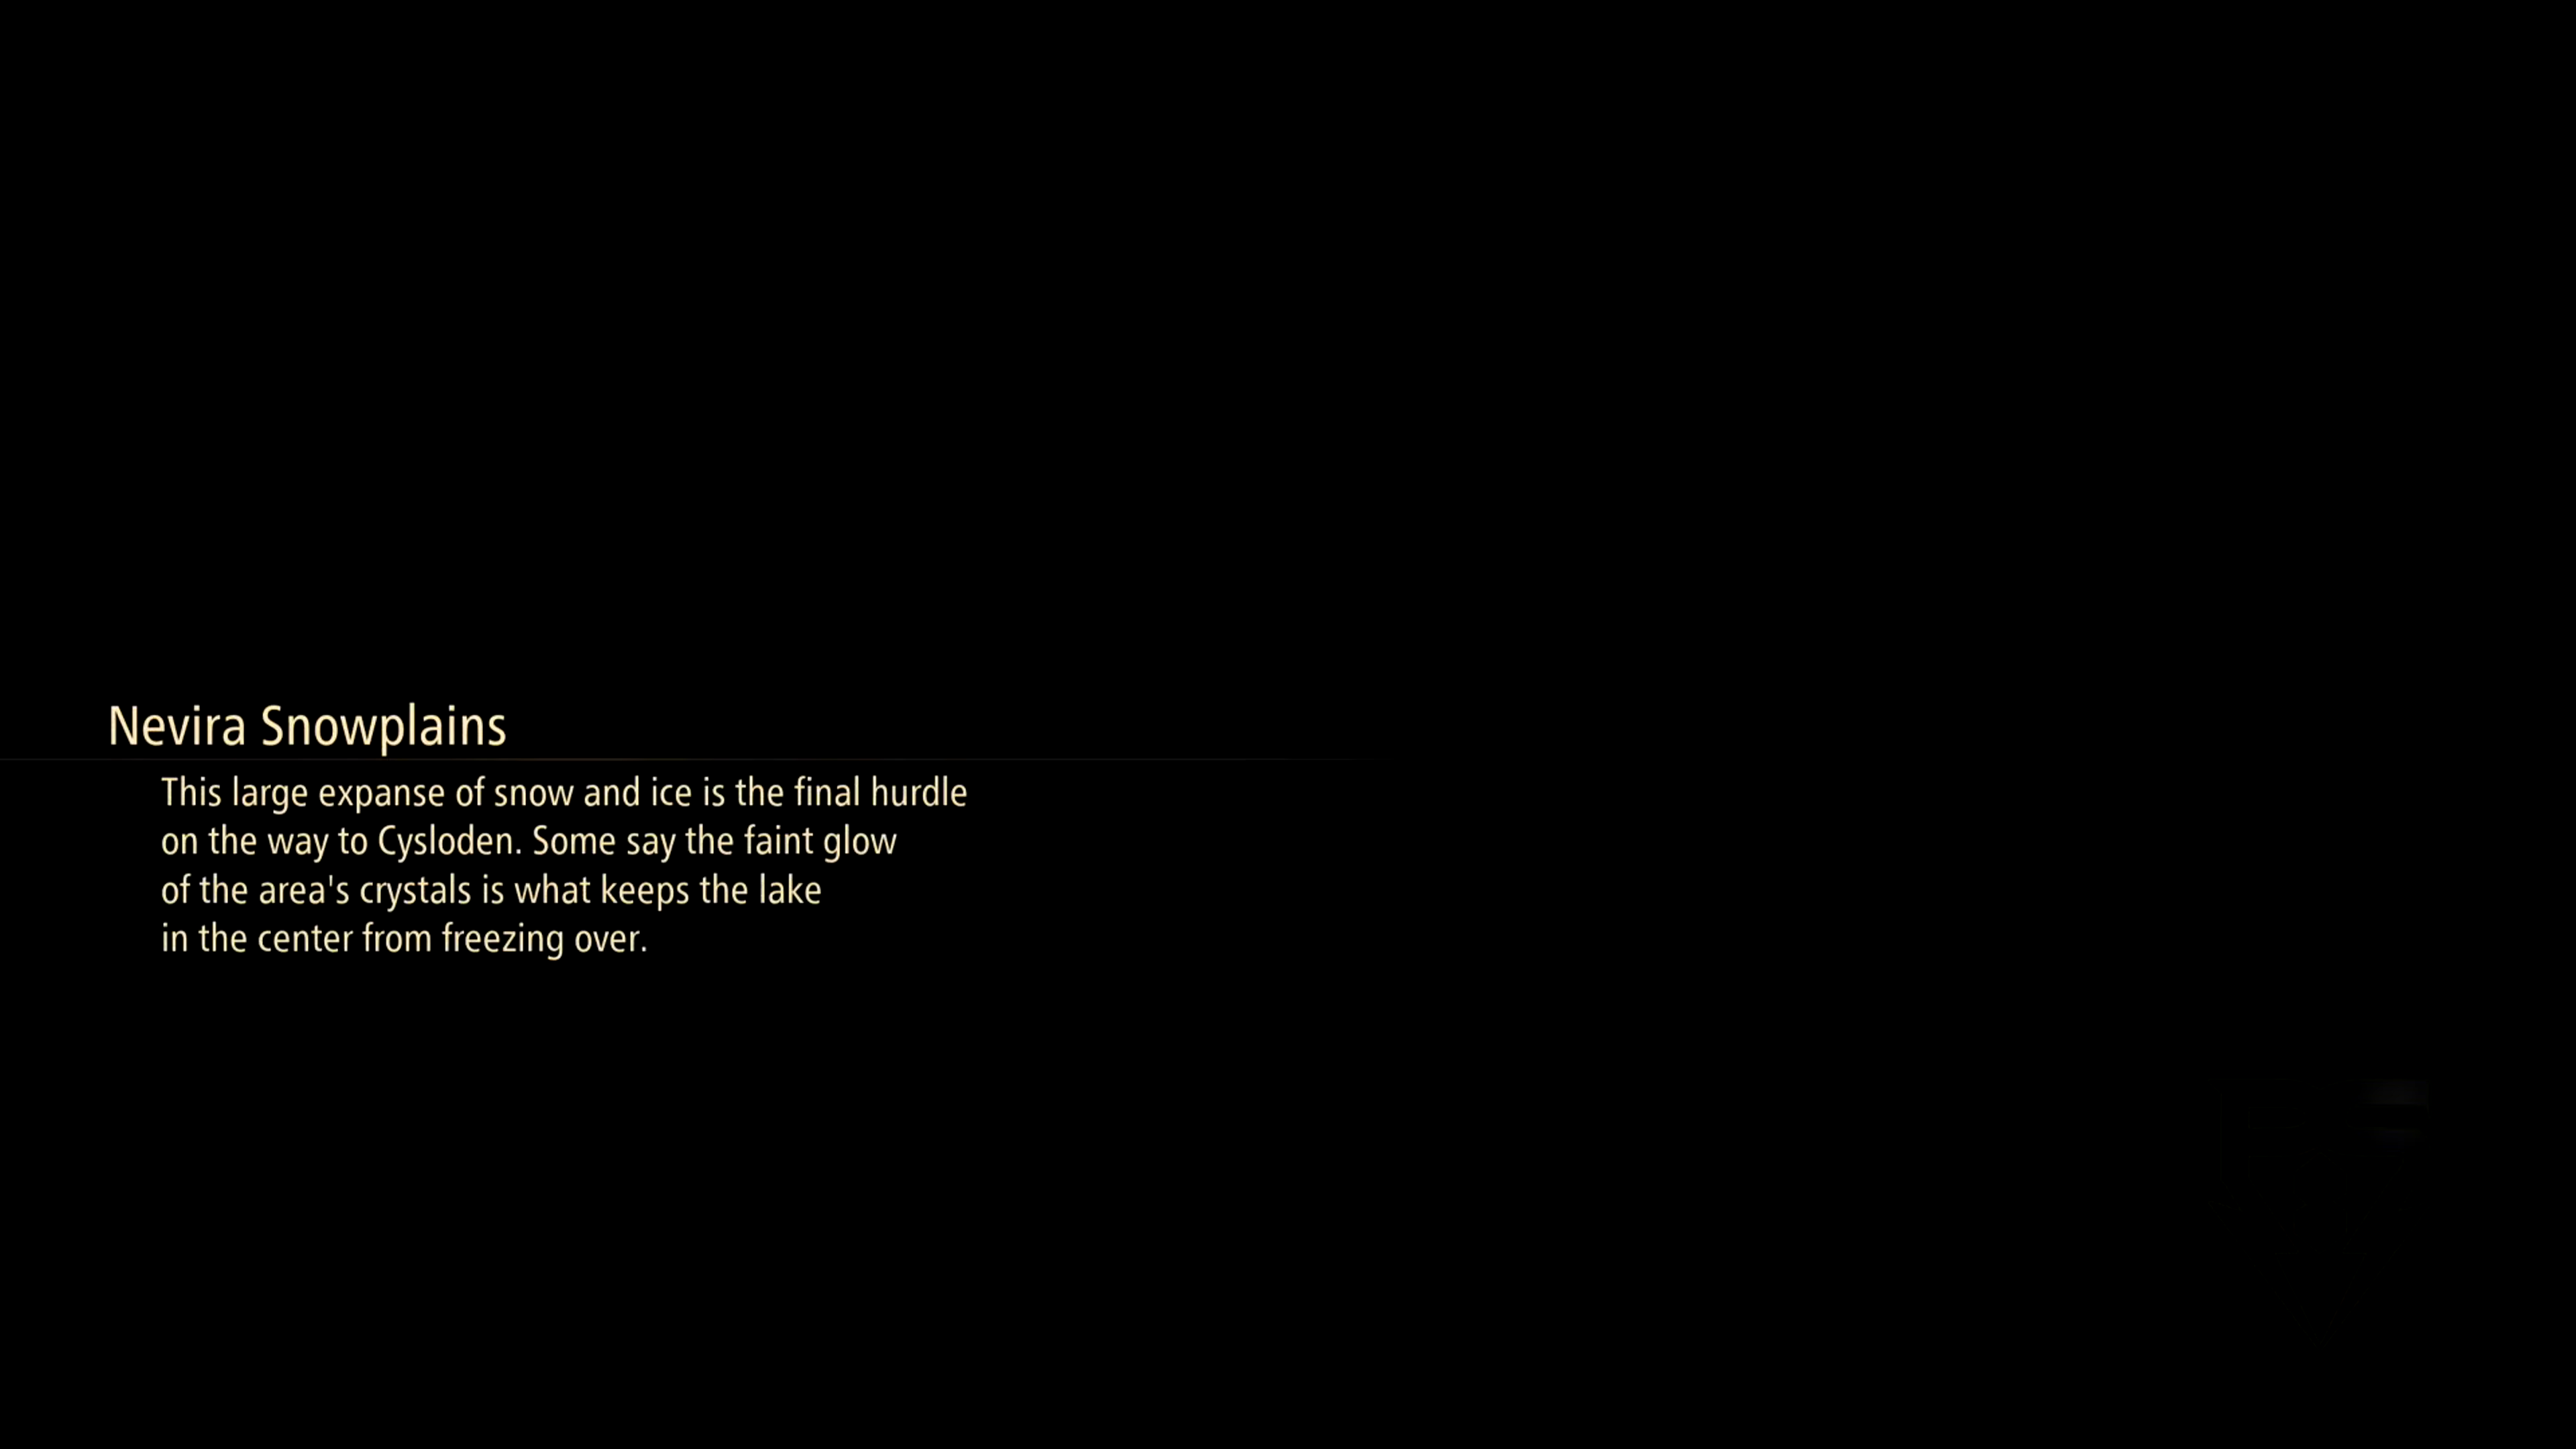 Nevira Snowplains
This large expanse of snow and ice is the final hurdle
on the way to Cysloden. Some say the faint glow
of the area's crystals is what keeps the lake
in the center from freezing over.